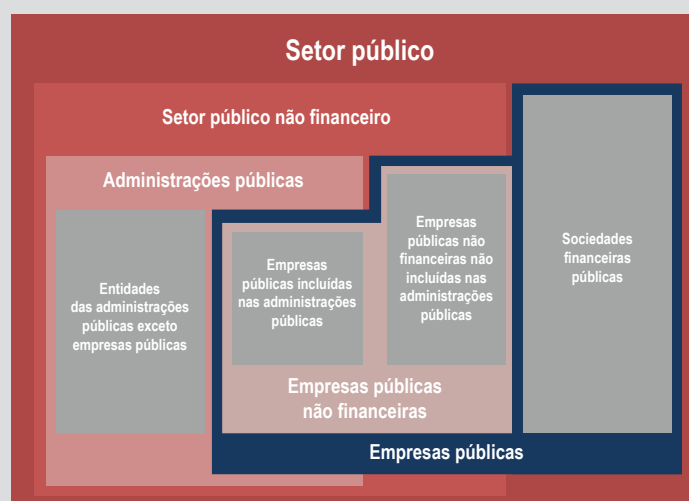 Setor público
Setor público não financeiro
Administrações públicas
Entidades
das administrações
públicas exceto
empresas públicas
Empresas
públicas incluídas
nas administrações
públicas
Empresas
públicas não
financeiras não
incluídas nas
administrações
públicas
Sociedades
financeiras
públicas
Empresas públicas
não financeiras
Empresas públicas